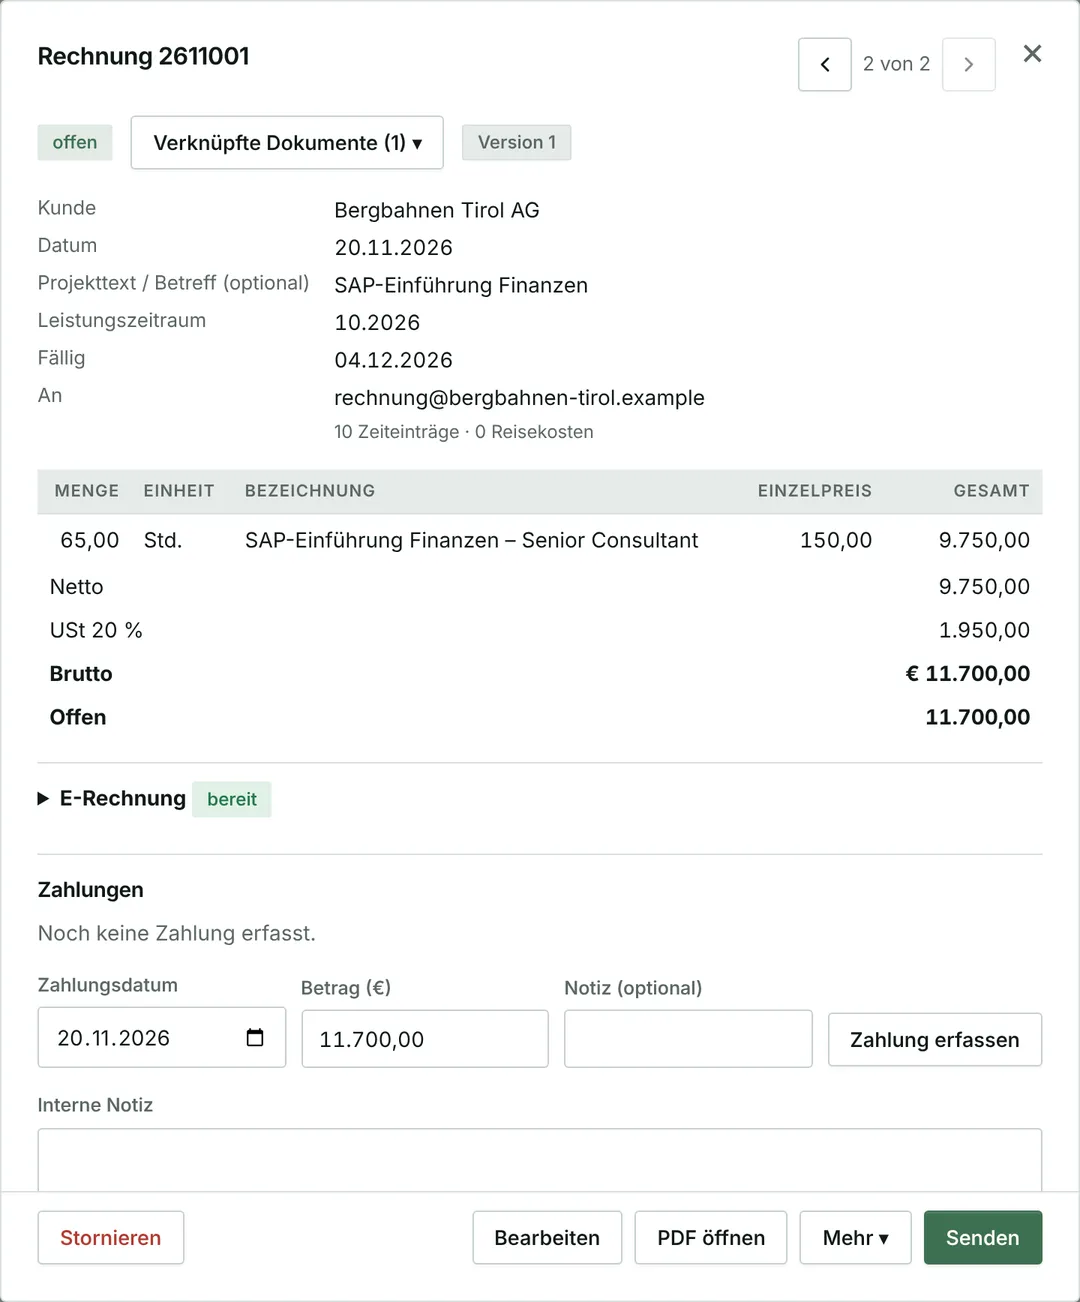 Rechnung 2611001
2 von 2
offen
Verknüpfte Dokumente (1) ▾
Version 1
Kunde Bergbahnen Tirol AG
Datum 20.11.2026
Projekttext / Betreff (optional) SAP-Einführung Finanzen
Leistungszeitraum 10.2026
Fällig 04.12.2026
An rechnung@bergbahnen-tirol.example
10 Zeiteinträge · 0 Reisekosten
MENGE EINHEIT BEZEICHNUNG EINZELPREIS GESAMT
65,00 Std. SAP-Einführung Finanzen – Senior Consultant 150,00 9.750,00
Netto 9.750,00
USt 20 % 1.950,00
Brutto € 11.700,00
Offen 11.700,00
▶ E-Rechnung bereit
Zahlungen
Noch keine Zahlung erfasst.
Zahlungsdatum Betrag (€) Notiz (optional)
20.11.2026 11.700,00 Zahlung erfassen
Interne Notiz
Stornieren Bearbeiten PDF öffnen Mehr ▾ Senden